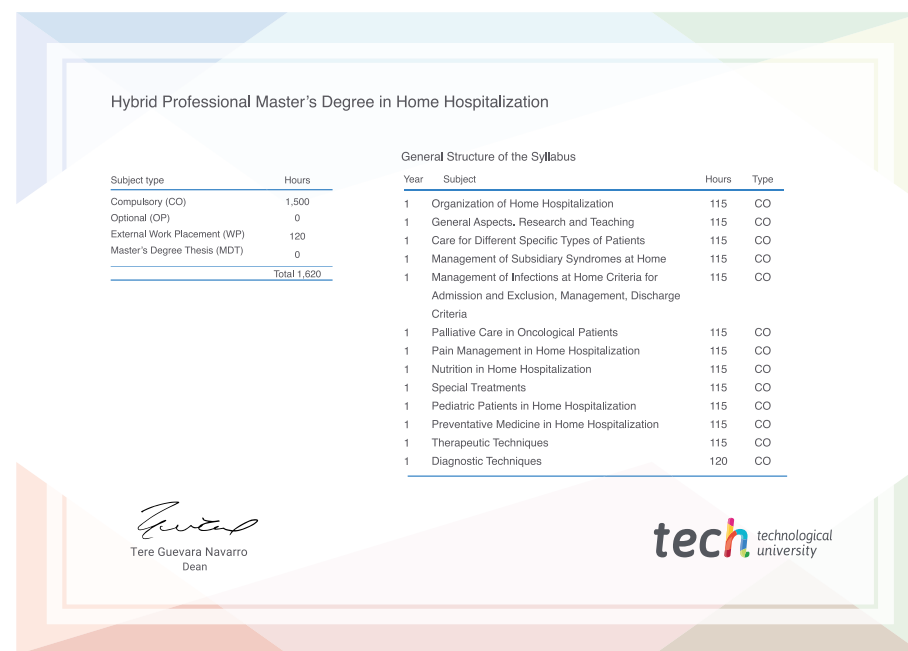 Hybrid Professional Master's Degree in Home Hospitalization
Subject type Hours
Compulsory (CO) 1,500
Optional (OP) 0
External Work Placement (WP) 120
Master's Degree Thesis (MDT) 0
Total 1,620
General Structure of the Syllabus
Year Subject Hours Type
1 Organization of Home Hospitalization 115 CO
1 General Aspects. Research and Teaching 115 CO
1 Care for Different Specific Types of Patients 115 CO
1 Management of Subsidiary Syndromes at Home 115 CO
1 Management of Infections at Home Criteria for 115 CO
Admission and Exclusion, Management, Discharge
Criteria
1 Palliative Care in Oncological Patients 115 CO
1 Pain Management in Home Hospitalization 115 CO
1 Nutrition in Home Hospitalization 115 CO
1 Special Treatments 115 CO
1 Pediatric Patients in Home Hospitalization 115 CO
1 Preventative Medicine in Home Hospitalization 115 CO
1 Therapeutic Techniques 115 CO
1 Diagnostic Techniques 120 CO
Tere Guevara Navarro
Dean
tech technological
university